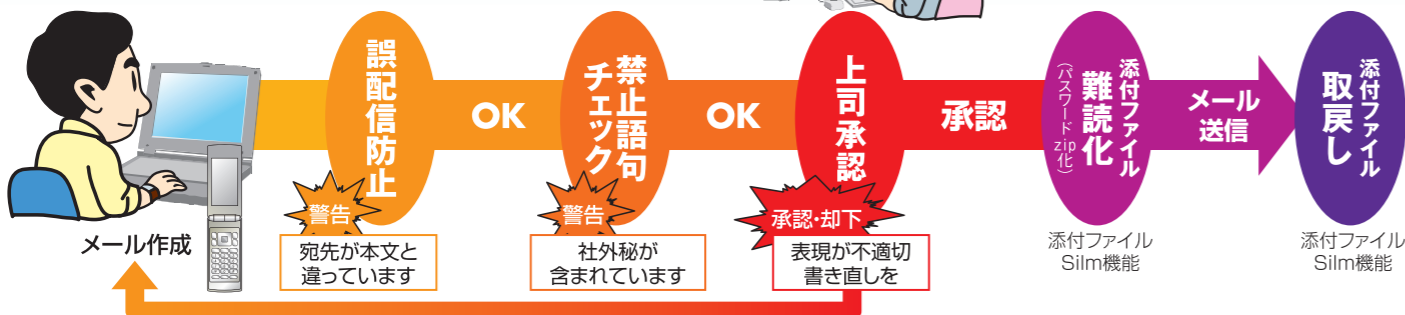 メール作成
誤配信防止
警告
宛先が本文と
違っています
OK
禁止語句
チェック
警告
社外秘が
含まれています
OK
上司承認
承認・却下
表現が不適切
書き直しを
承認
添付ファイル
難読化
(パスワードzip化)
添付ファイル
Silm機能
メール
送信
添付ファイル
取戻し
添付ファイル
Silm機能